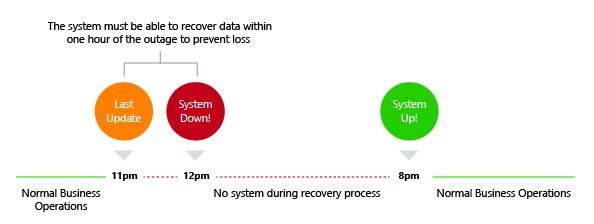 The system must be able to recover data within
one hour of the outage to prevent loss
Last
Update
System
Down!
System
Up!
11pm
12pm
8pm
Normal Business
Operations
No system during recovery process
Normal Business Operations